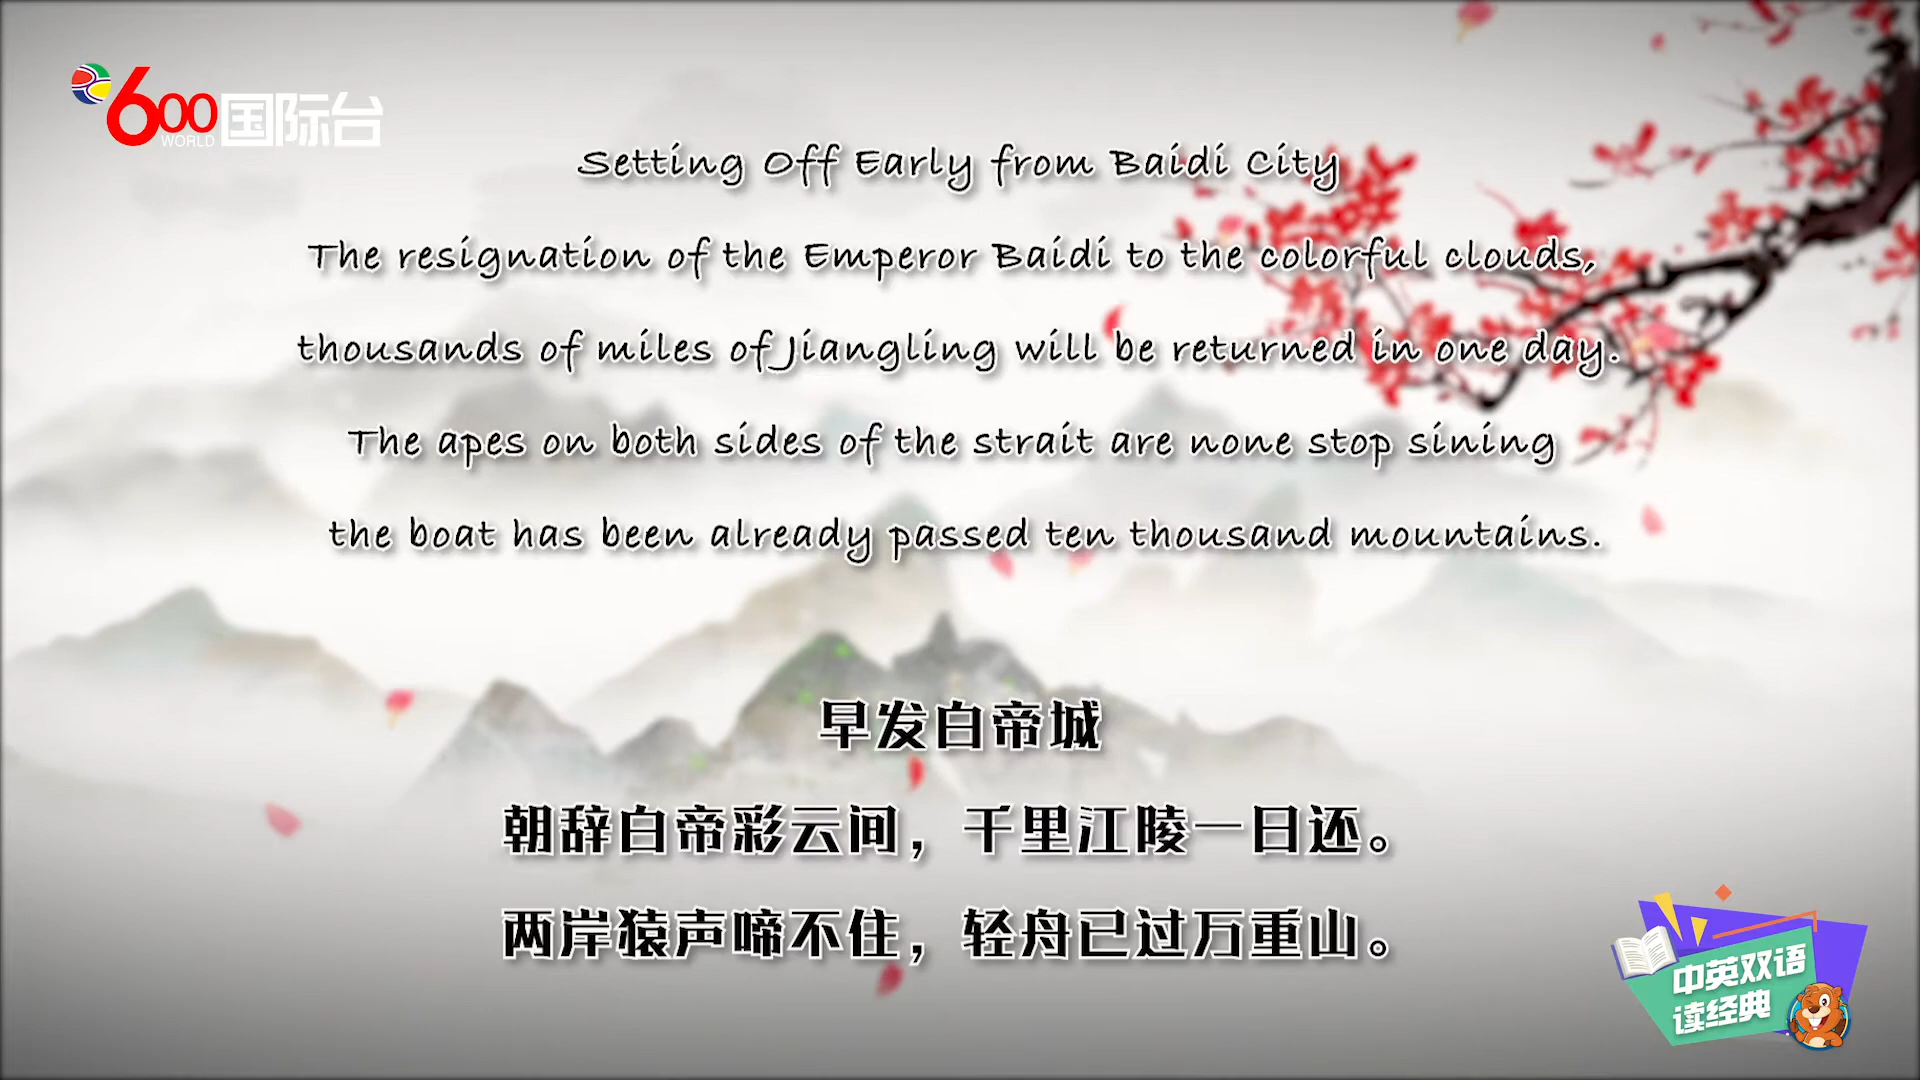 600国际台
WORLD
Setting Off Early from Baidi City
The resignation of the Emperor Baidi to the colorful clouds,
thousands of miles of Jiangling will be returned in one day.
The apes on both sides of the strait are none stop sining
the boat has been already passed ten thousand mountains.
早发白帝城
朝辞白帝彩云间，千里江陵一日还。
两岸猿声啼不住，轻舟已过万重山。
中英双语
读经典